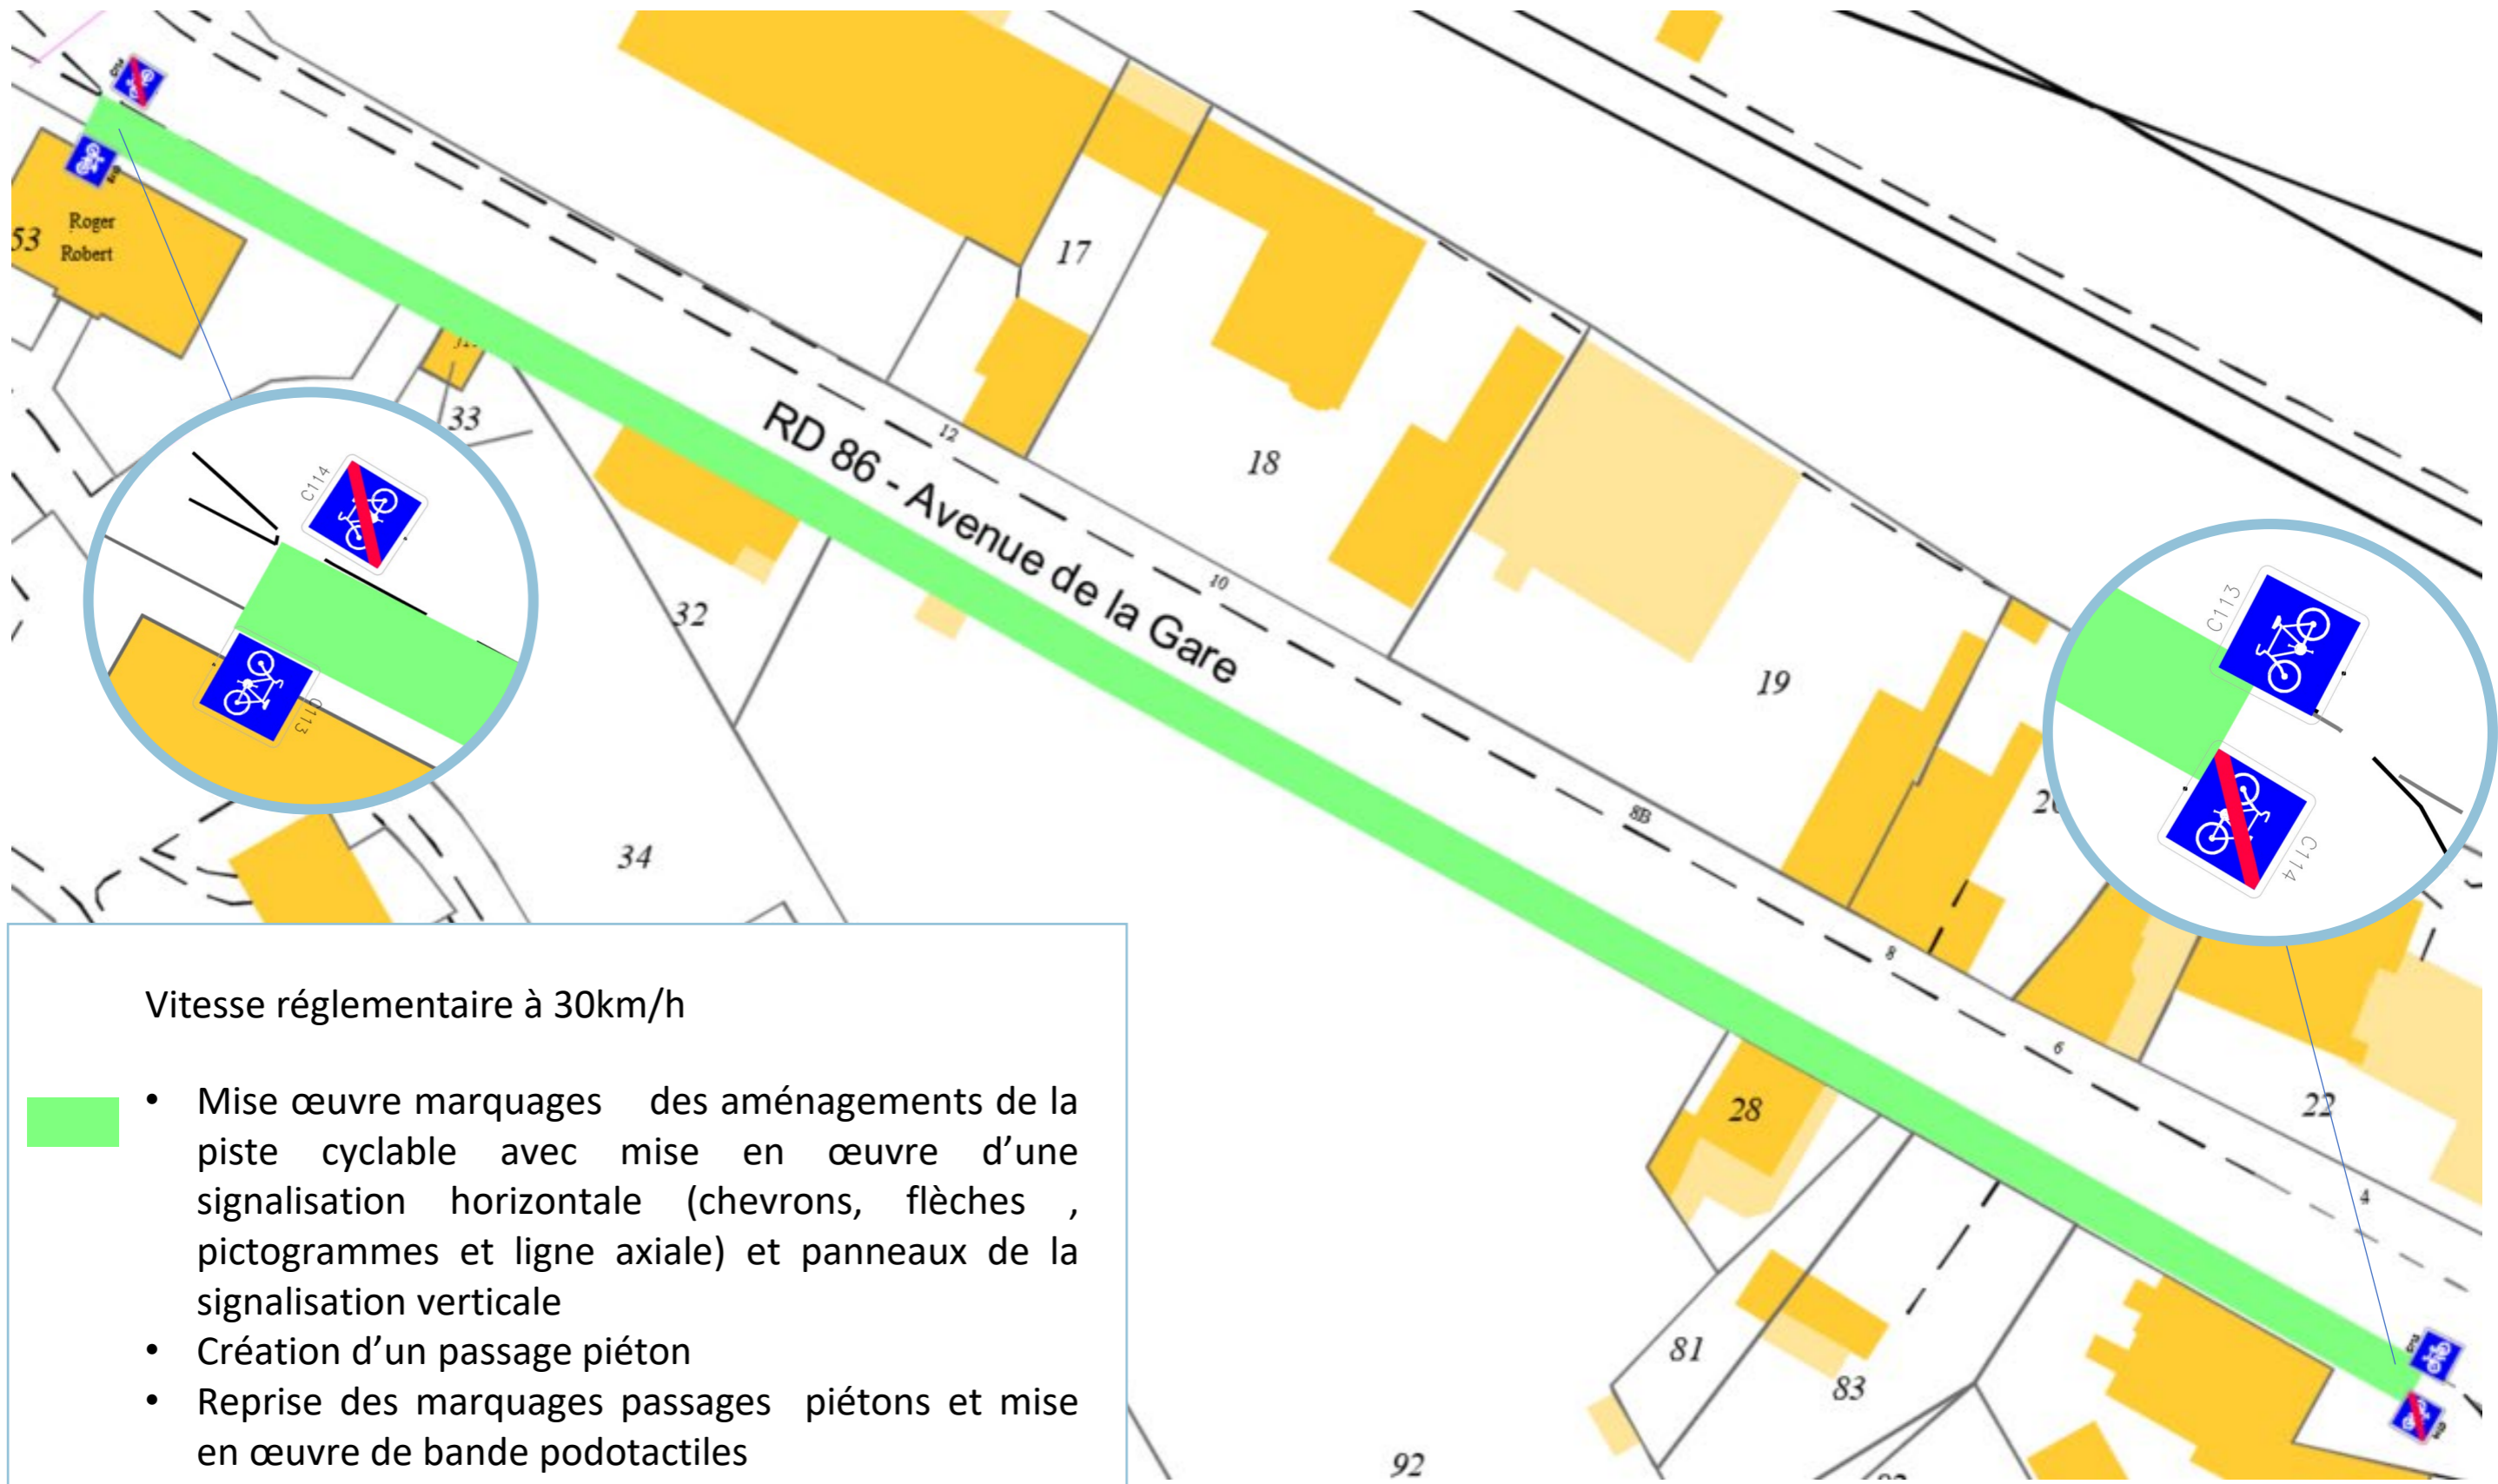 53
Roger
Robert
17
33
12
RD 86 - Avenue de la Gare
18
C114
C113
10
32
19
C113
C114
8B
34
8
6
22
28
4
81
83
92
Vitesse réglementaire à 30km/h
• Mise œuvre marquages des aménagements de la
piste cyclable avec mise en œuvre d’une
signalisation horizontale (chevrons, flèches ,
pictogrammes et ligne axiale) et panneaux de la
signalisation verticale
• Création d’un passage piéton
• Reprise des marquages passages piétons et mise
en œuvre de bande podotactiles